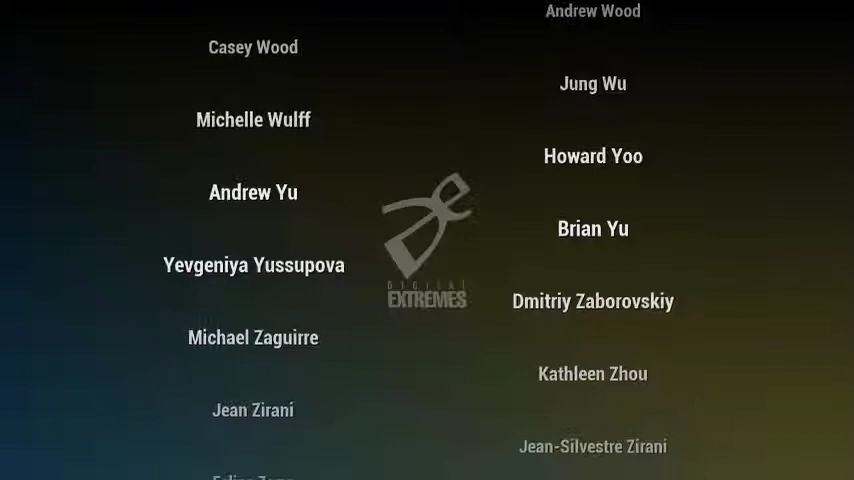 Andrew Wood
Casey Wood
Jung Wu
Michelle Wulff
Howard Yoo
Andrew Yu
Brian Yu
Yevgeniya Yussupova
DIGITAL
EXTREMES
Dmitriy Zaborovskiy
Michael Zaguirre
Kathleen Zhou
Jean Zirani
Jean-Silvestre Zirani